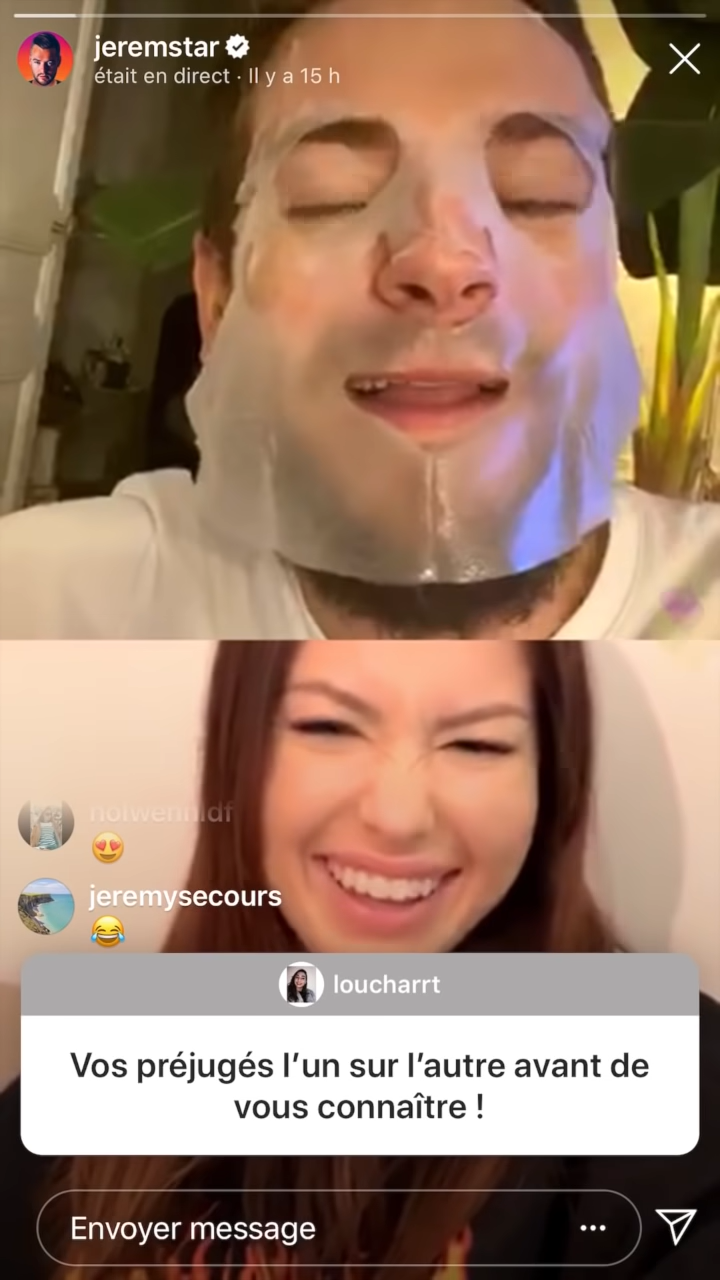 jeremstar
était en direct · Il y a 15 h
jeremysecours
loucharrt
Vos préjugés l’un sur l’autre avant de
vous connaître !
Envoyer message